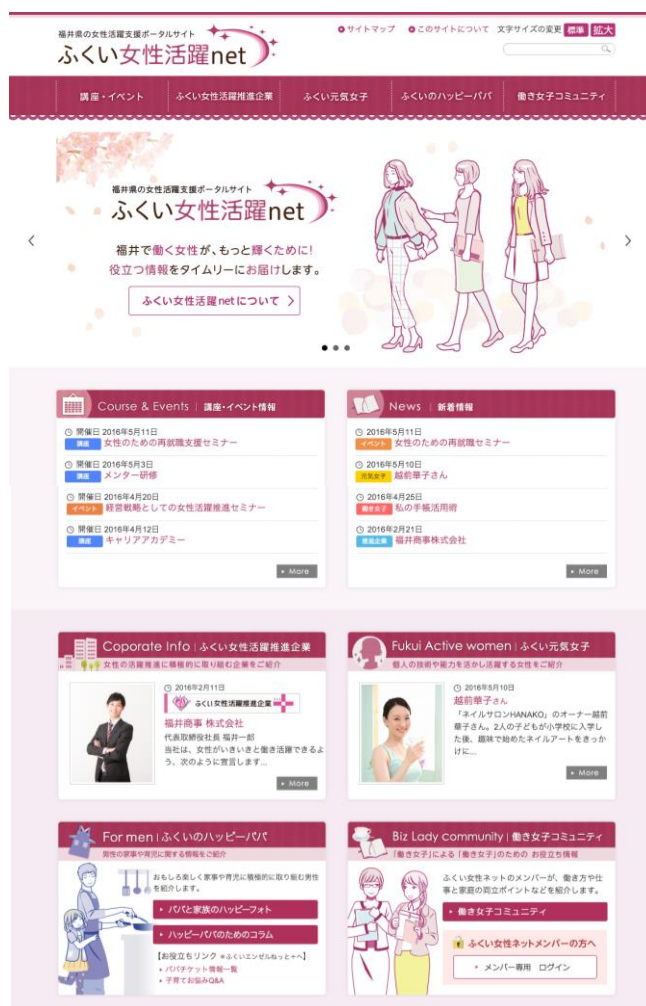 福井県の女性活躍支援ポータルサイト
ふくい女性活躍net
サイトマップ このサイトについて 文字サイズの変更 標準 拡大
講座・イベント ふくい女性活躍推進企業 ふくい元気女子 ふくいのハッピーパパ 働き女子コミュニティ
福井県の女性活躍支援ポータルサイト
ふくい女性活躍net
福井で働く女性が、もっと輝くために!
役立つ情報をタイムリーにお届けします。
ふくい女性活躍netについて
Course & Events | 講座・イベント情報
開催日 2016年5月11日
講座 女性のための再就職支援セミナー
開催日 2016年5月3日
講座 メンター研修
開催日 2016年4月20日
イベント 経営戦略としての女性活躍推進セミナー
開催日 2016年4月12日
講座 キャリアアカデミー
More
News | 新着情報
2016年5月11日
イベント 女性のための再就職セミナー
2016年5月10日
元気女子 越前華子さん
2016年4月25日
働き女子 私の手帳活用術
2016年2月21日
推進企業 福井商事株式会社
More
Coporate Info | ふくい女性活躍推進企業
女性の活躍推進に積極的に取り組む企業をご紹介
2016年2月11日
ふくい女性活躍推進企業
福井商事 株式会社
代表取締役社長 福井一郎
当社は、女性がいきいきと働き活躍できるよ
う、次のように宣言します...
More
Fukui Active women | ふくい元気女子
個人の技術や能力を活かし活躍する女性をご紹介
2016年5月10日
越前華子さん
「ネイルサロンHANAKO」のオーナー越前
華子さん。2人の子どもが小学校に入学し
た後、趣味で始めたネイルアートをきっか
けに...
More
For men | ふくいのハッピーパパ
男性の家事や育児に関する情報をご紹介
おもしろ楽しく家事や育児に積極的に取り組む男性
を紹介します。
パパと家族のハッピーフォト
ハッピーパパのためのコラム
【お役立ちリンク ※ふくいエンゼルねっと+へ】
パパチケット情報一覧
子育てお悩みQ&A
Biz Lady community | 働き女子コミュニティ
「働き女子」による「働き女子」のための お役立ち情報
ふくい女性ネットのメンバーが、働き方や仕
事と家庭の両立ポイントなどを紹介します。
働き女子コミュニティ
ふくい女性ネットメンバーの方へ
メンバー専用 ログイン